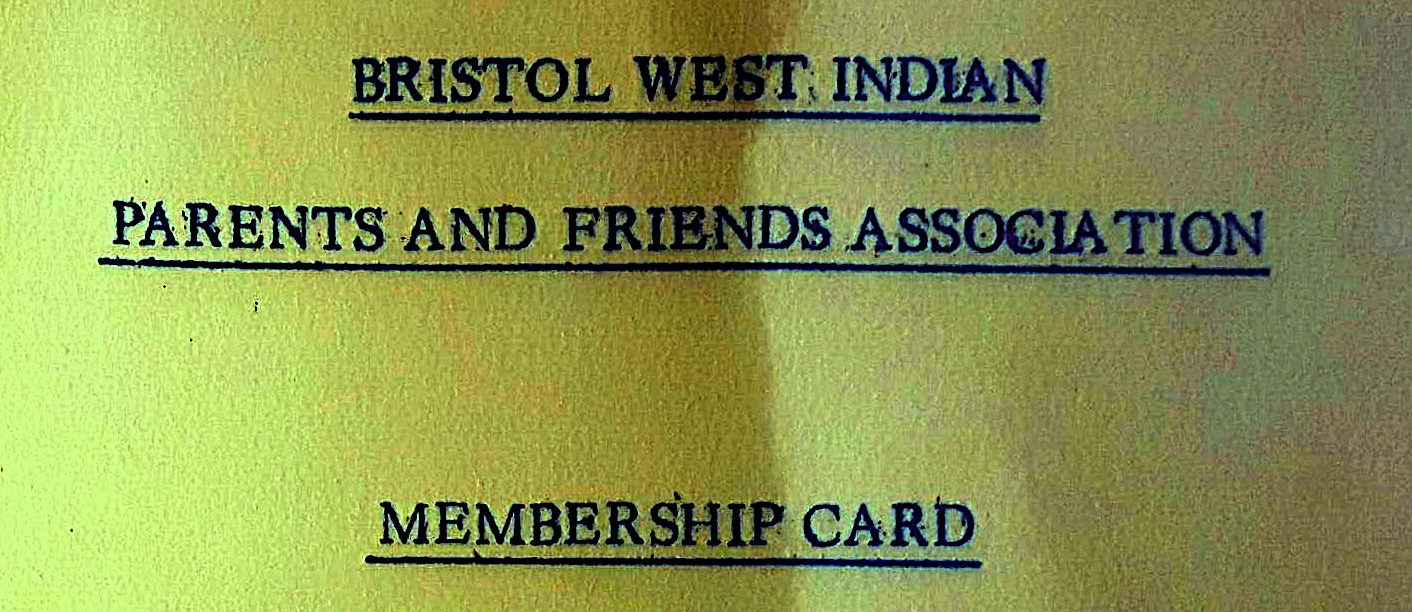 BRISTOL WEST INDIAN
PARENTS AND FRIENDS ASSOCIATION
MEMBERSHIP CARD